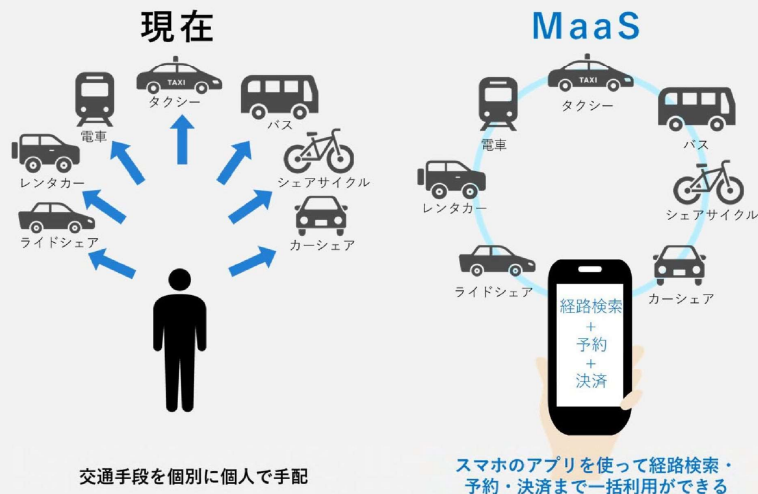 現在
TAXI
タクシー
電車
バス
レンタカー
シェアサイクル
ライドシェア
カーシェア
交通手段を個別に個人で手配
MaaS
TAXI
タクシー
電車
バス
レンタカー
シェアサイクル
ライドシェア
カーシェア
経路検索
+
予約
+
決済
スマホのアプリを使って経路検索・
予約・決済まで一括利用ができる